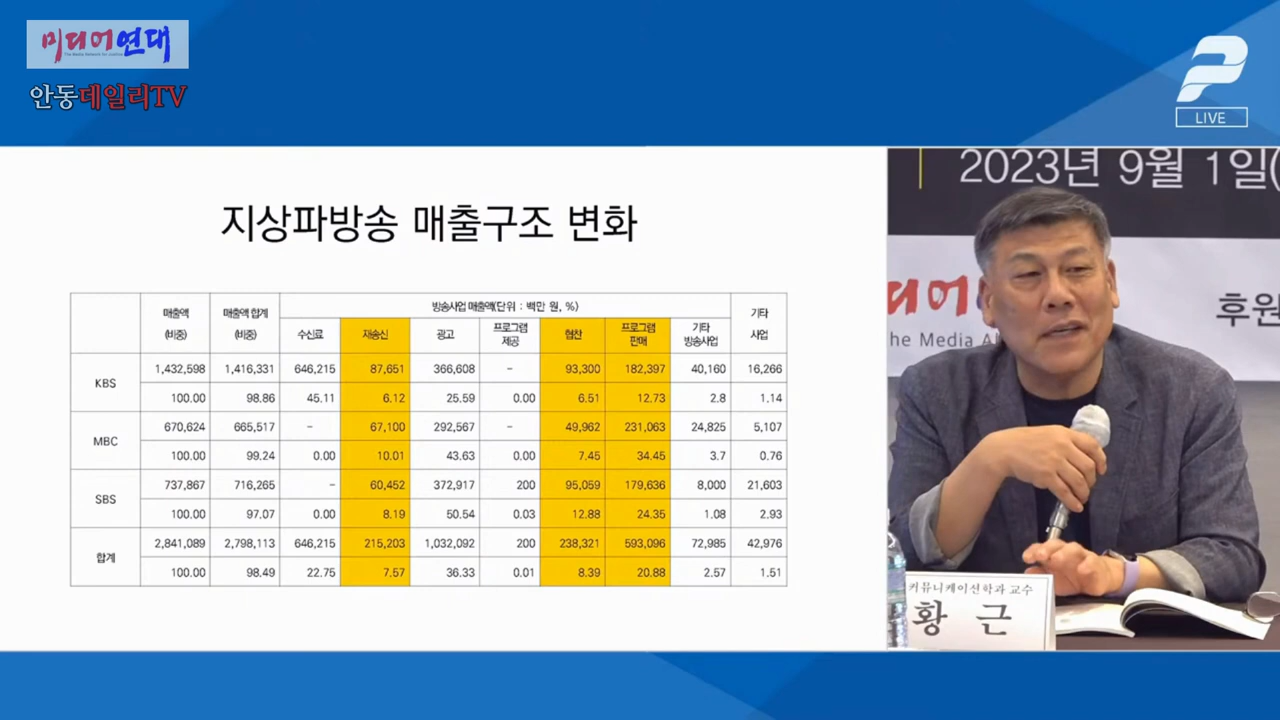 미디어연대
The Media Network for Justice
안동데일리TV
LIVE
지상파방송 매출구조 변화
매출액 (비중) 매출액 합계 (비중) 방송사업 매출액(단위 : 백만 원, %) 기타 사업
수신료 재송신 광고 프로그램 제공 협찬 프로그램 판매 기타 방송사업
KBS 1,432,598 1,416,331 646,215 87,651 366,608 – 93,300 182,397 40,160 16,266
100.00 98.86 45.11 6.12 25.59 0.00 6.51 12.73 2.8 1.14
MBC 670,624 665,517 – 67,100 292,567 – 49,962 231,063 24,825 5,107
100.00 99.24 0.00 10.01 43.63 0.00 7.45 34.45 3.7 0.76
SBS 737,867 716,265 – 60,452 372,917 200 95,059 179,636 8,000 21,603
100.00 97.07 0.00 8.19 50.54 0.03 12.88 24.35 1.08 2.93
합계 2,841,089 2,798,113 646,215 215,203 1,032,092 200 238,321 593,096 72,985 42,976
100.00 98.49 22.75 7.57 36.33 0.01 8.39 20.88 2.57 1.51
2023년 9월 1일(
디어
후원
he Media Al
커뮤니케이션학과 교수
황 근